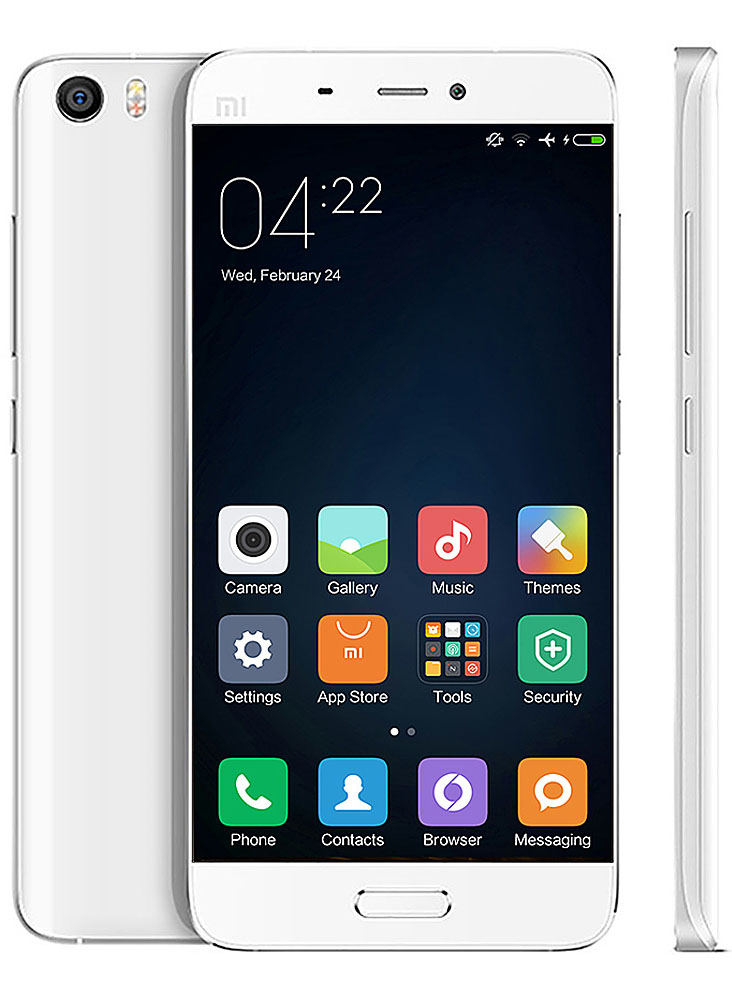 mi
04:22
Wed, February 24
Camera
Gallery
Music
Themes
mi
Settings
App Store
Tools
Security
Phone
Contacts
Browser
Messaging